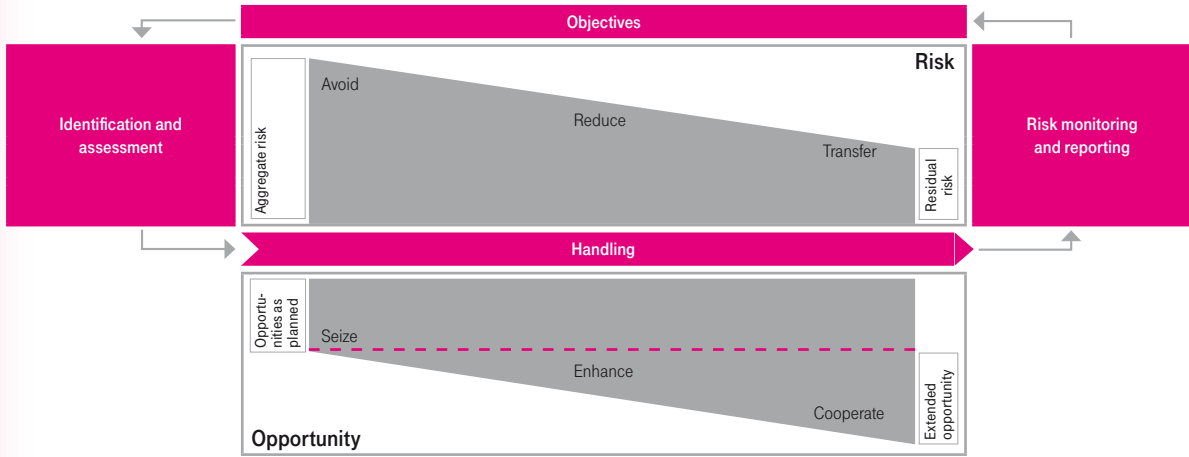 Objectives
Identification and
assessment
Risk
Aggregate risk
Avoid
Reduce
Transfer
Residual
risk
Risk monitoring
and reporting
Handling
Opportu-
nities as
planned
Seize
Enhance
Cooperate
Extended
opportunity
Opportunity